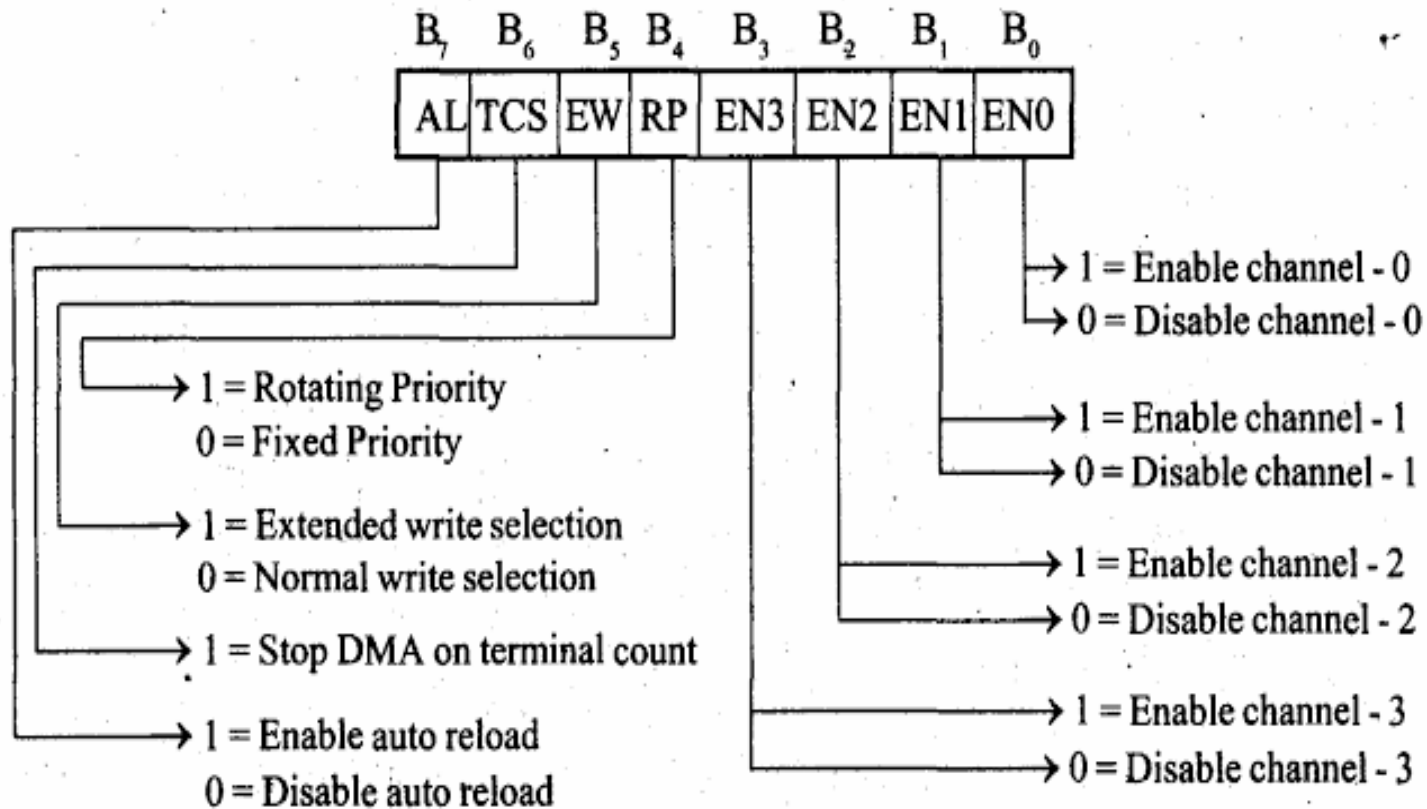 B7 B6 B5 B4 B3 B2 B1 B0
AL TCS EW RP EN3 EN2 EN1 EN0
1 = Enable channel - 0
0 = Disable channel - 0
1 = Rotating Priority
0 = Fixed Priority
1 = Enable channel - 1
0 = Disable channel - 1
1 = Extended write selection
0 = Normal write selection
1 = Enable channel - 2
0 = Disable channel - 2
1 = Stop DMA on terminal count
1 = Enable channel - 3
0 = Disable channel - 3
1 = Enable auto reload
0 = Disable auto reload